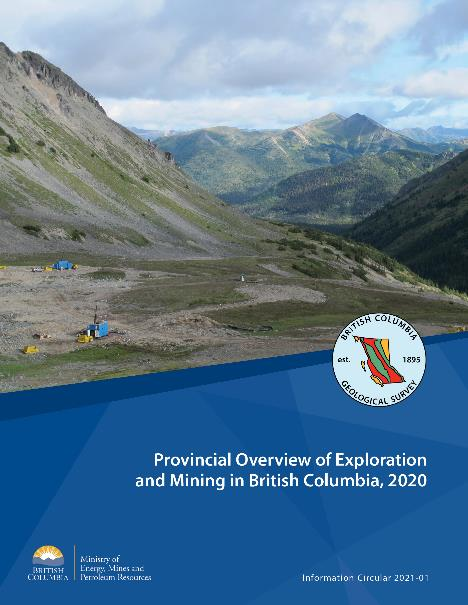 BRITISH COLUMBIA
est. 1895
GEOLOGICAL SURVEY
Provincial Overview of Exploration
and Mining in British Columbia, 2020
BRITISH
COLUMBIA
Ministry of
Energy, Mines and
Petroleum Resources
Information Circular 2021-01